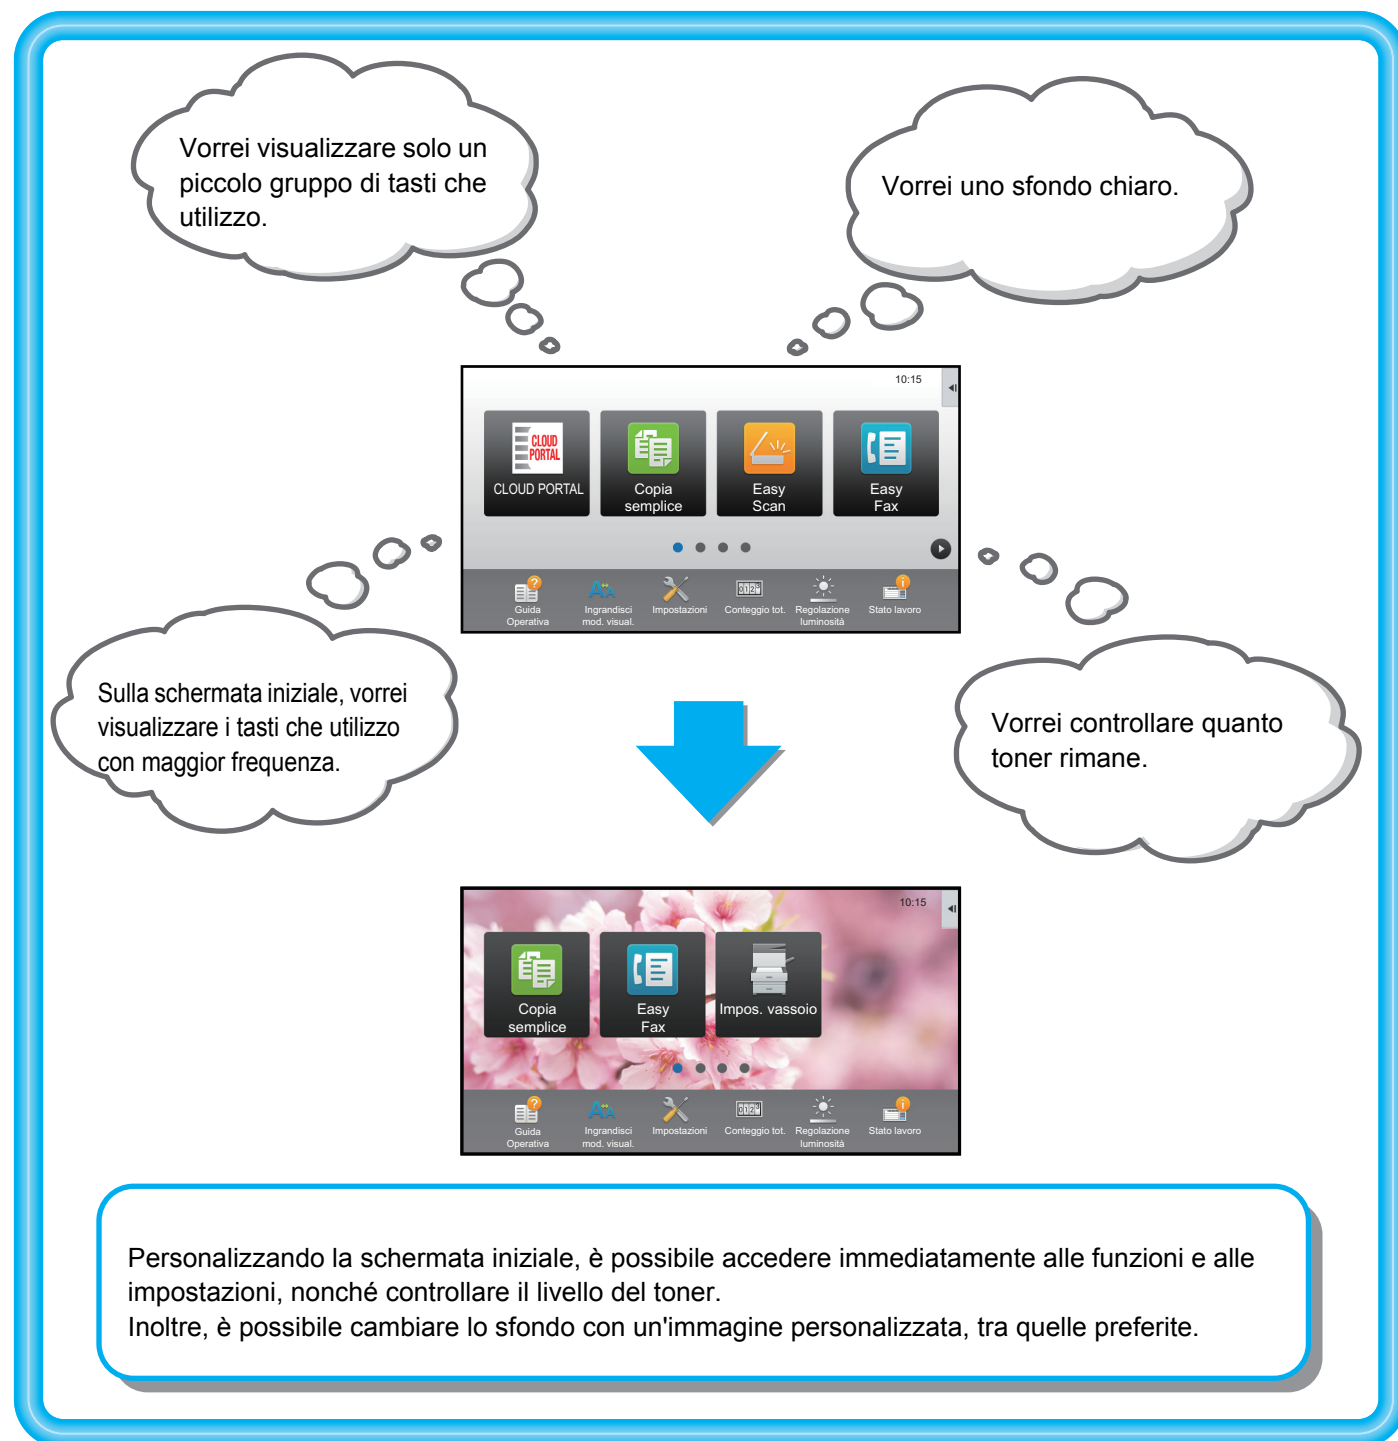 Vorrei visualizzare solo un
piccolo gruppo di tasti che
utilizzo.
Vorrei uno sfondo chiaro.
10:15
CLOUD
PORTAL
CLOUD PORTAL
Copia
semplice
Easy
Scan
Easy
Fax
Guida
Operativa
Ingrandisci
mod. visual.
Impostazioni
Conteggio tot.
Regolazione
luminosità
Stato lavoro
Sulla schermata iniziale, vorrei
visualizzare i tasti che utilizzo
con maggior frequenza.
Vorrei controllare quanto
toner rimane.
10:15
Copia
semplice
Easy
Fax
Impos. vassoio
Guida
Operativa
Ingrandisci
mod. visual.
Impostazioni
Conteggio tot.
Regolazione
luminosità
Stato lavoro
Personalizzando la schermata iniziale, è possibile accedere immediatamente alle funzioni e alle
impostazioni, nonché controllare il livello del toner.
Inoltre, è possibile cambiare lo sfondo con un'immagine personalizzata, tra quelle preferite.